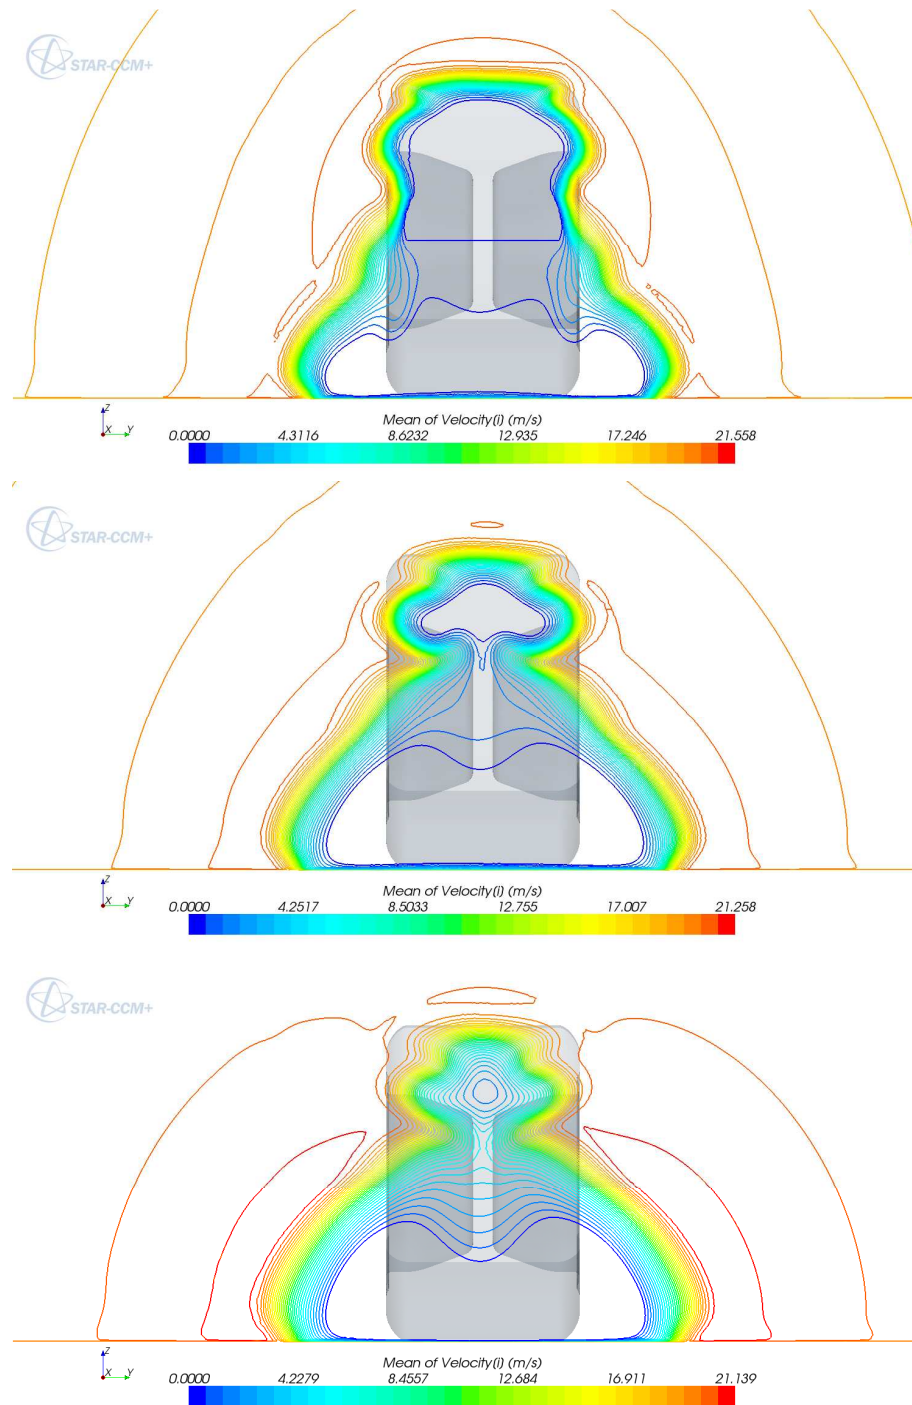 STAR-CCM+
Z
X Y
Mean of Velocity(i) (m/s)
0.0000 4.3116 8.6232 12.935 17.246 21.558
STAR-CCM+
Z
X Y
Mean of Velocity(i) (m/s)
0.0000 4.2517 8.5033 12.755 17.007 21.258
STAR-CCM+
Z
X Y
Mean of Velocity(i) (m/s)
0.0000 4.2279 8.4557 12.684 16.911 21.139